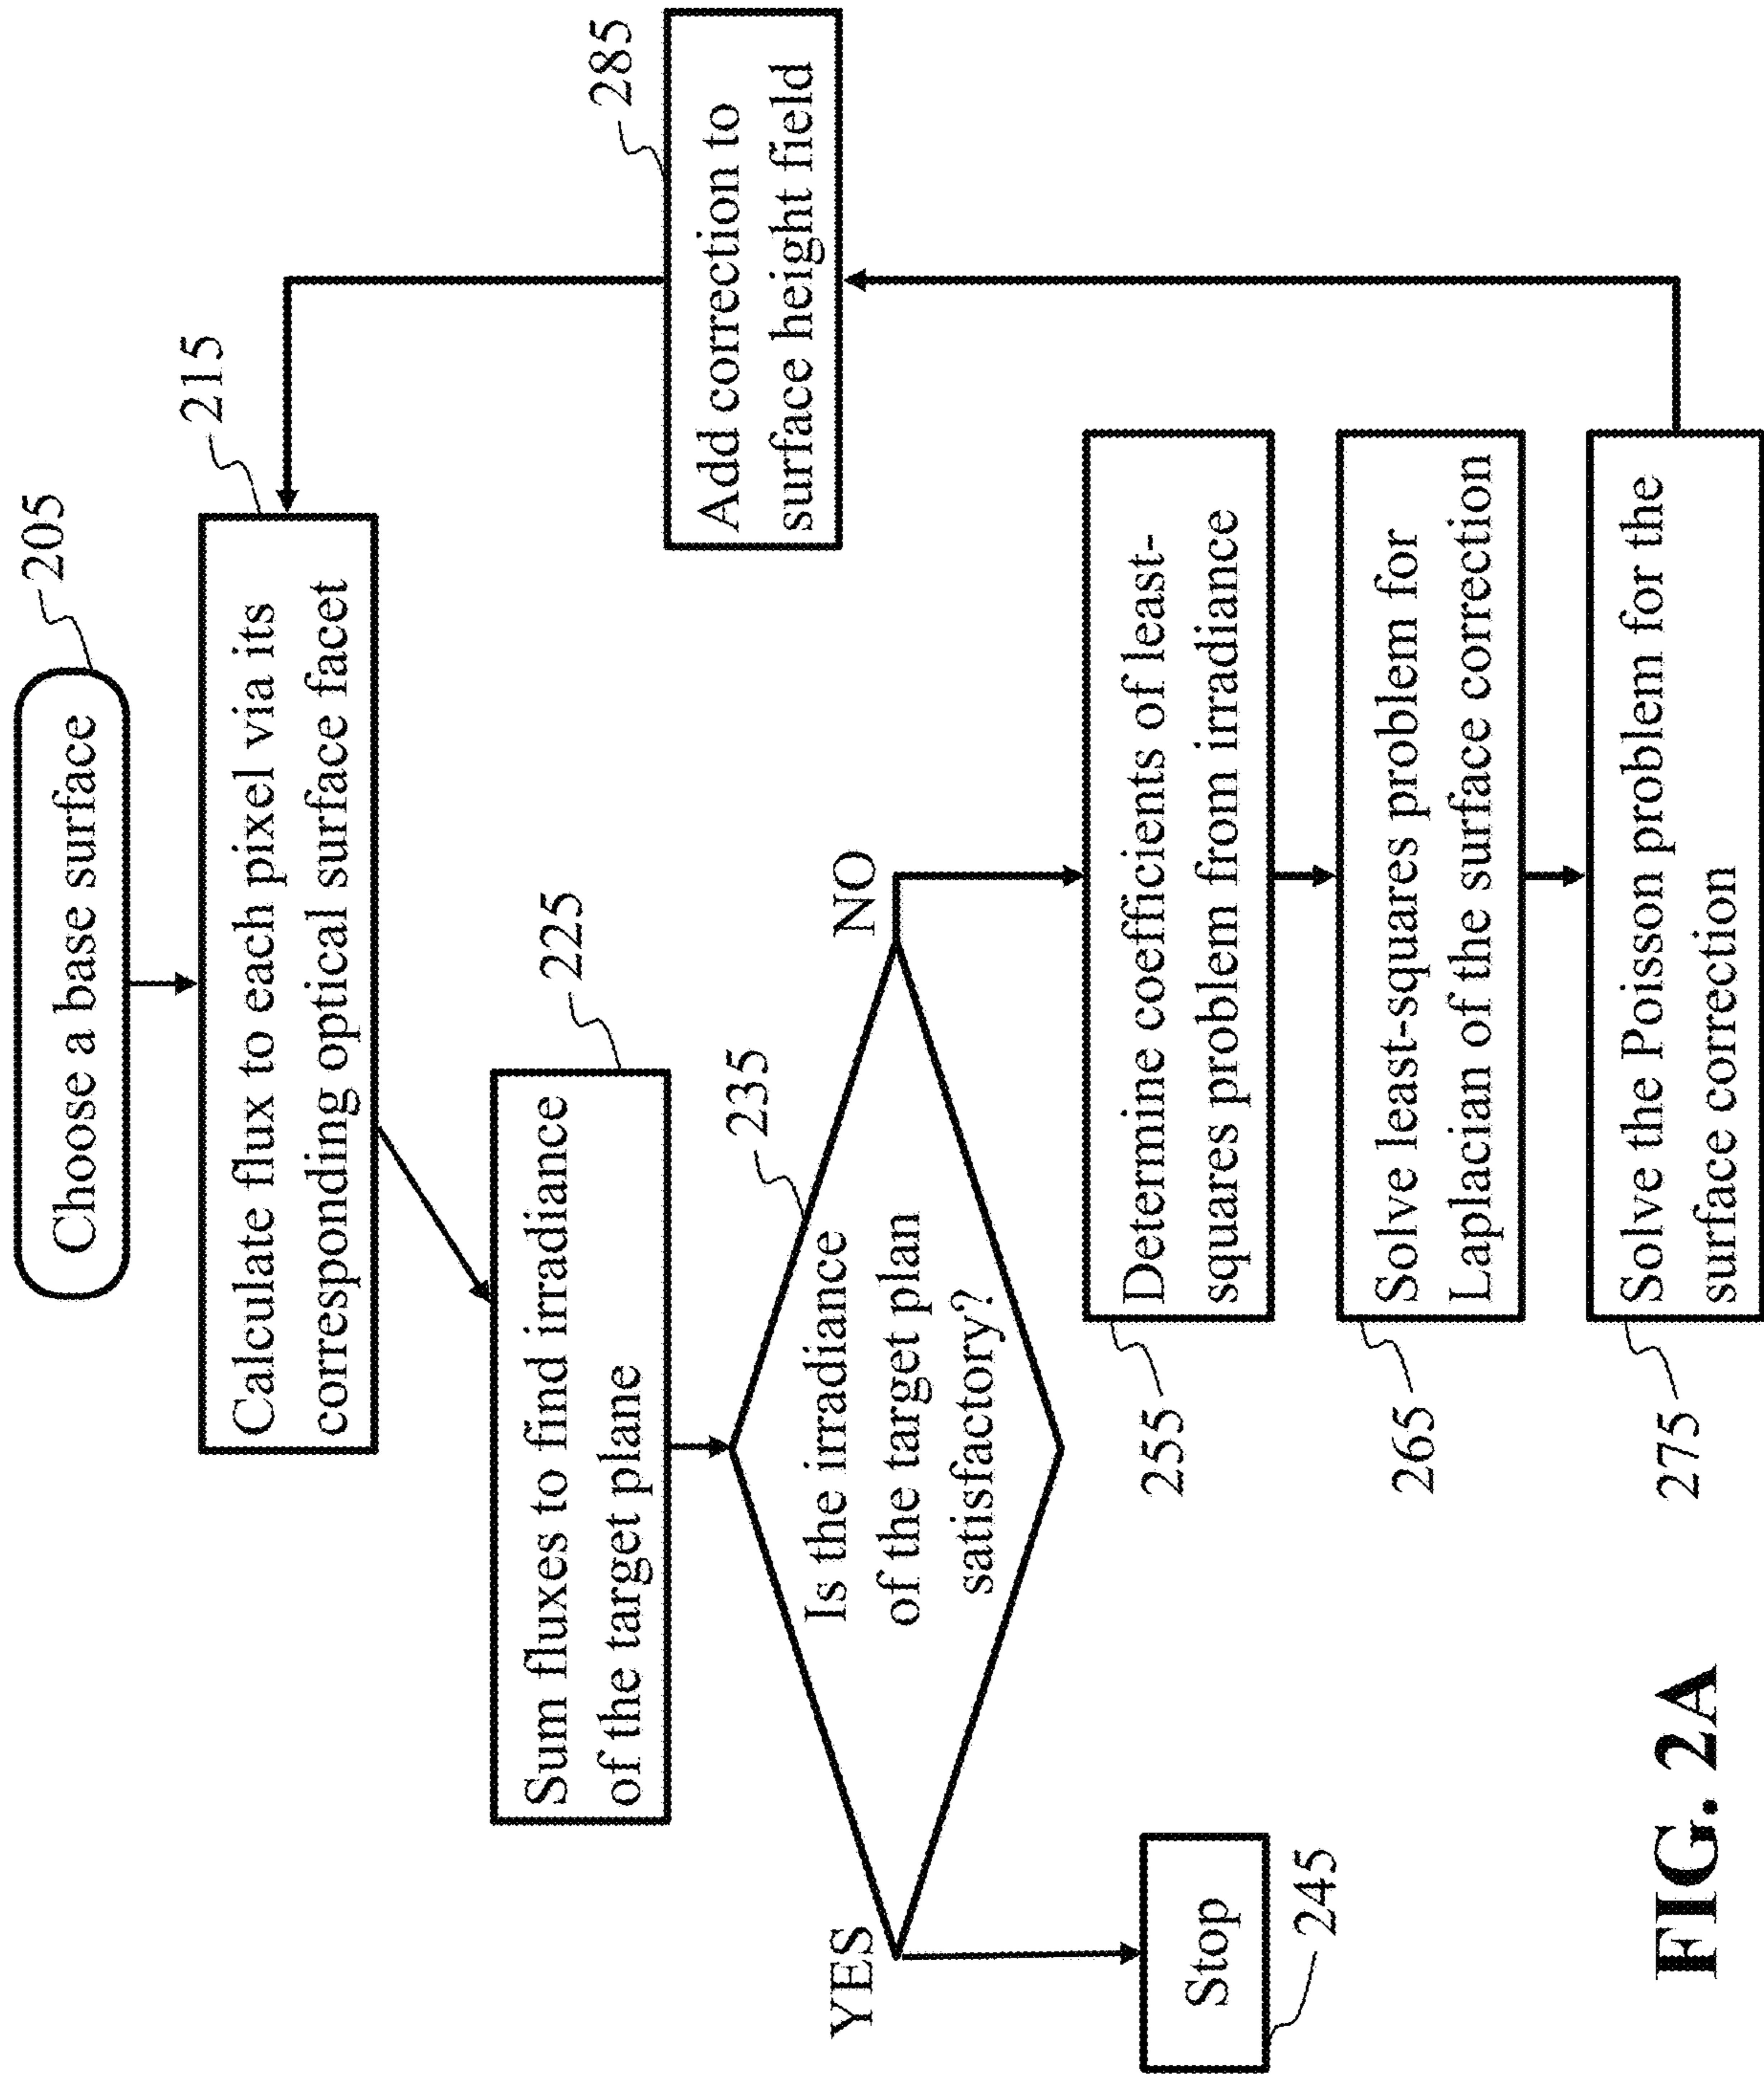 Choose a base surface
205
Calculate flux to each pixel via its
corresponding optical surface facet
215
Sum fluxes to find irradiance
of the target plane
225
Is the irradiance
of the target plan
satisfactory?
235
YES
NO
Stop
245
Determine coefficients of least-
squares problem from irradiance
255
Solve least-squares problem for
Laplacian of the surface correction
265
Solve the Poisson problem for the
surface correction
275
Add correction to
surface height field
285
FIG. 2A